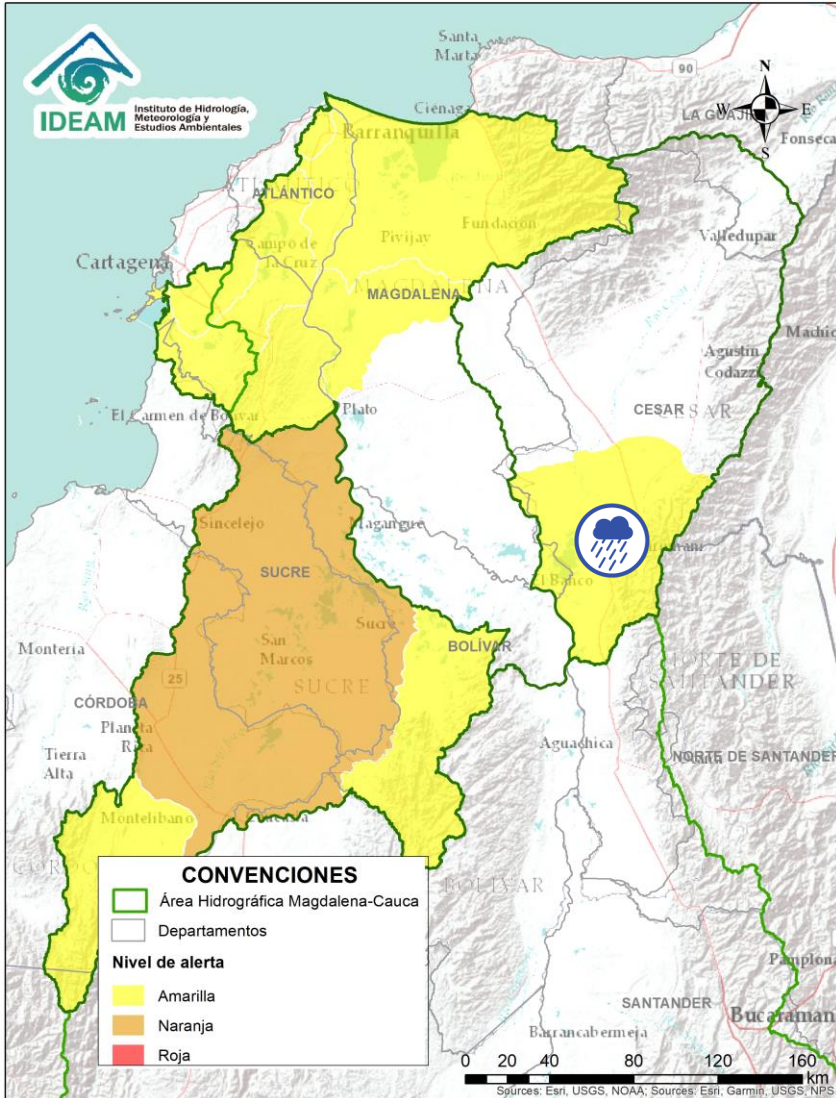 IDEAM
Instituto de Hidrología,
Meteorología y
Estudios Ambientales
Santa
Marta
90
N
W
E
S
LA GUAJIR
Fonseca
Ciénaga
Barranquilla
ATLÁNTICO
Fundación
Pivijay
Campo de
la Cruz
Valledupar
Cartagena
MAGDALENA
Agustín
Codazzi
CESAR
CESAR
El Carmen de Bolívar
Plato
Sincelejo
Magangué
El Banco
SUCRE
Sucre
San
Marcos
BOLÍVAR
SUCRE
Montería
25
CÓRDOBA
Planeta
Rica
NORTE DE
SANTANDER
Tierra
Alta
Aguachica
NORTE DE SANTANDER
Montelíbano
BOLÍVAR
CONVENCIONES
Área Hidrográfica Magdalena-Cauca
Departamentos
Nivel de alerta
Amarilla
Naranja
Roja
Pamplona
SANTANDER
Bucaraman
Barrancabermeja
0 20 40 80 120 160
km
Sources: Esri, USGS, NOAA; Sources: Esri, Garmin, USGS, NPS